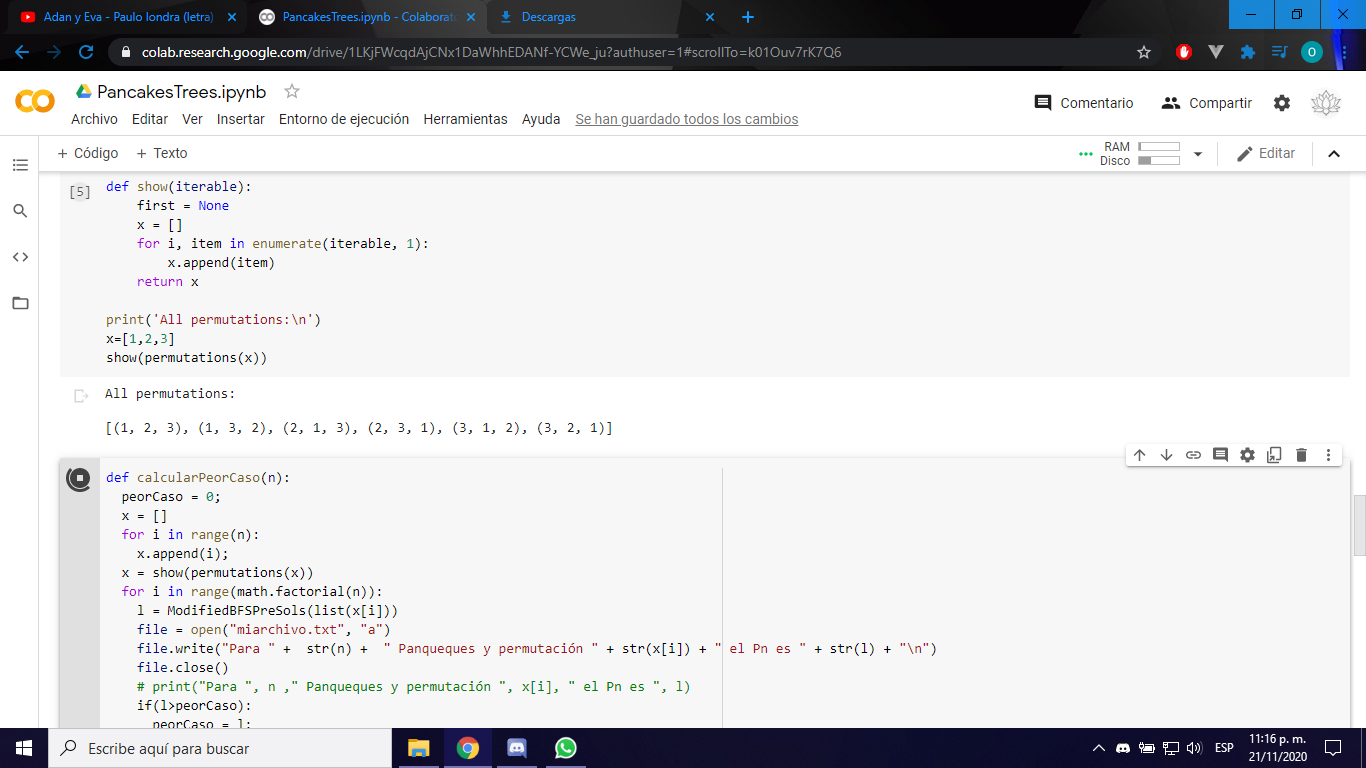 Adan y Eva - Paulo londra (letra)
PancakesTrees.ipynb - Colaborat
Descargas
colab.research.google.com/drive/1LKjFWcqdAjCNx1DaWhhEDANf-YCWe_ju?authuser=1#scrollTo=k01Ouv7rK7Q6
O
PancakesTrees.ipynb
Comentario
Compartir
Archivo Editar Ver Insertar Entorno de ejecución Herramientas Ayuda Se han guardado todos los cambios
+ Código + Texto
RAM
Disco
Editar
[5]
def show(iterable):
    first = None
    x = []
    for i, item in enumerate(iterable, 1):
        x.append(item)
    return x
print('All permutations:\n')
x=[1,2,3]
show(permutations(x))
All permutations:
[(1, 2, 3), (1, 3, 2), (2, 1, 3), (2, 3, 1), (3, 1, 2), (3, 2, 1)]
def calcularPeorCaso(n):
  peorCaso = 0;
  x = []
  for i in range(n):
    x.append(i);
  x = show(permutations(x))
  for i in range(math.factorial(n)):
    l = ModifiedBFSPreSols(list(x[i]))
    file = open("miarchivo.txt", "a")
    file.write("Para " +  str(n) +  " Panqueques y permutación " + str(x[i]) + " el Pn es " + str(l) + "\n")
    file.close()
    # print("Para ", n ," Panqueques y permutación ", x[i], " el Pn es ", l)
    if(l>peorCaso):
      peorCaso = l;
Escribe aquí para buscar
ESP
11:16 p. m.
21/11/2020